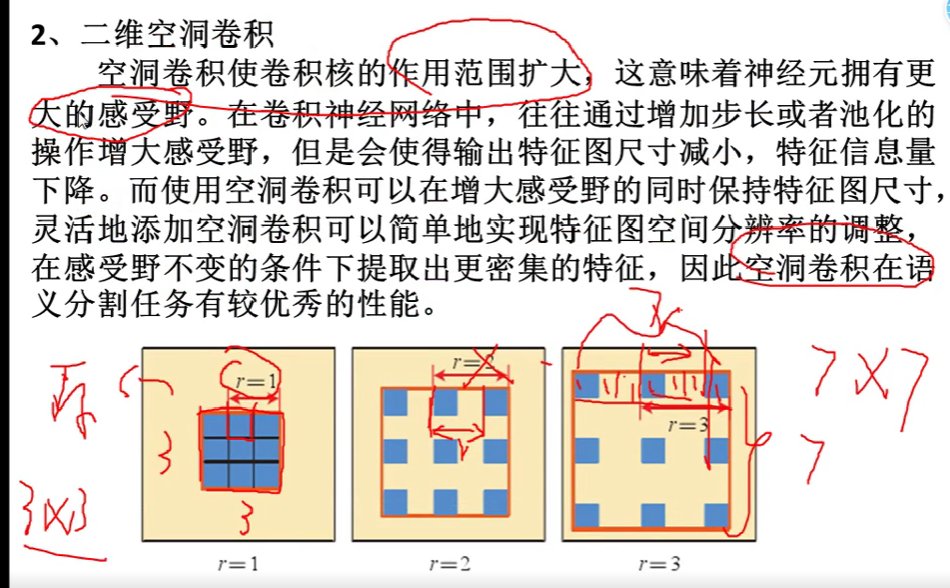 2、二维空洞卷积
空洞卷积使卷积核的作用范围扩大，这意味着神经元拥有更
大的感受野。在卷积神经网络中，往往通过增加步长或者池化的
操作增大感受野，但是会使得输出特征图尺寸减小，特征信息量
下降。而使用空洞卷积可以在增大感受野的同时保持特征图尺寸，
灵活地添加空洞卷积可以简单地实现特征图空间分辨率的调整，
在感受野不变的条件下提取出更密集的特征，因此空洞卷积在语
义分割任务有较优秀的性能。
7
r=1
r=2
7×7
3
r
r=3
7
3×3
3
r=1
r=2
r=3